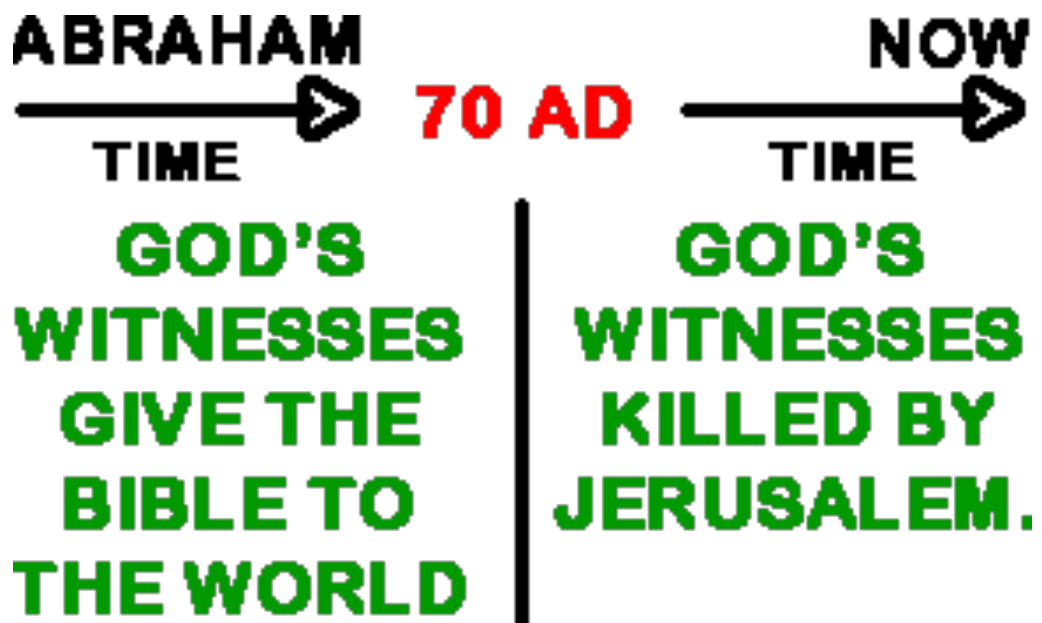 ABRAHAM
NOW
70 AD
TIME
TIME
GOD'S
WITNESSES
GIVE THE
BIBLE TO
THE WORLD
GOD'S
WITNESSES
KILLED BY
JERUSALEM.